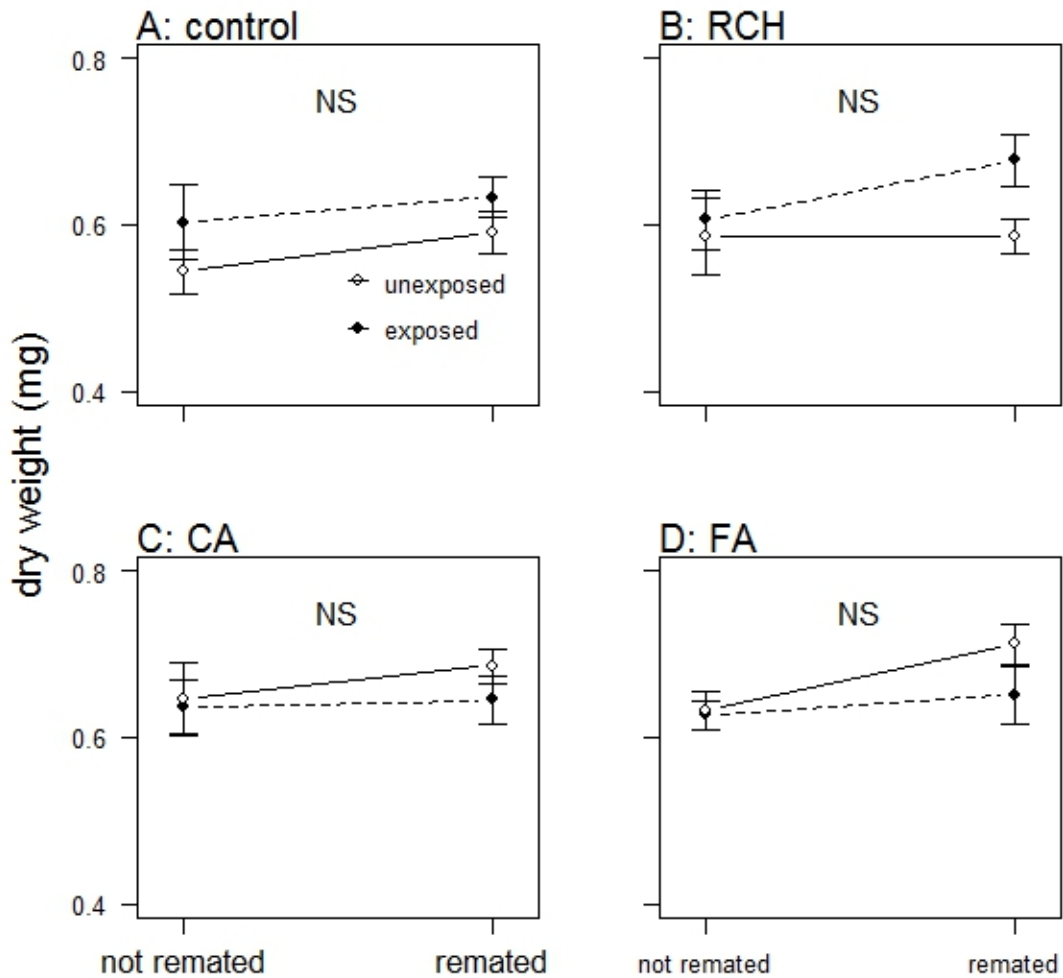 A: control
B: RCH
0.8
NS
NS
0.6
unexposed
exposed
0.4
dry weight (mg)
C: CA
D: FA
0.8
NS
NS
0.6
0.4
not remated
remated
not remated
remated